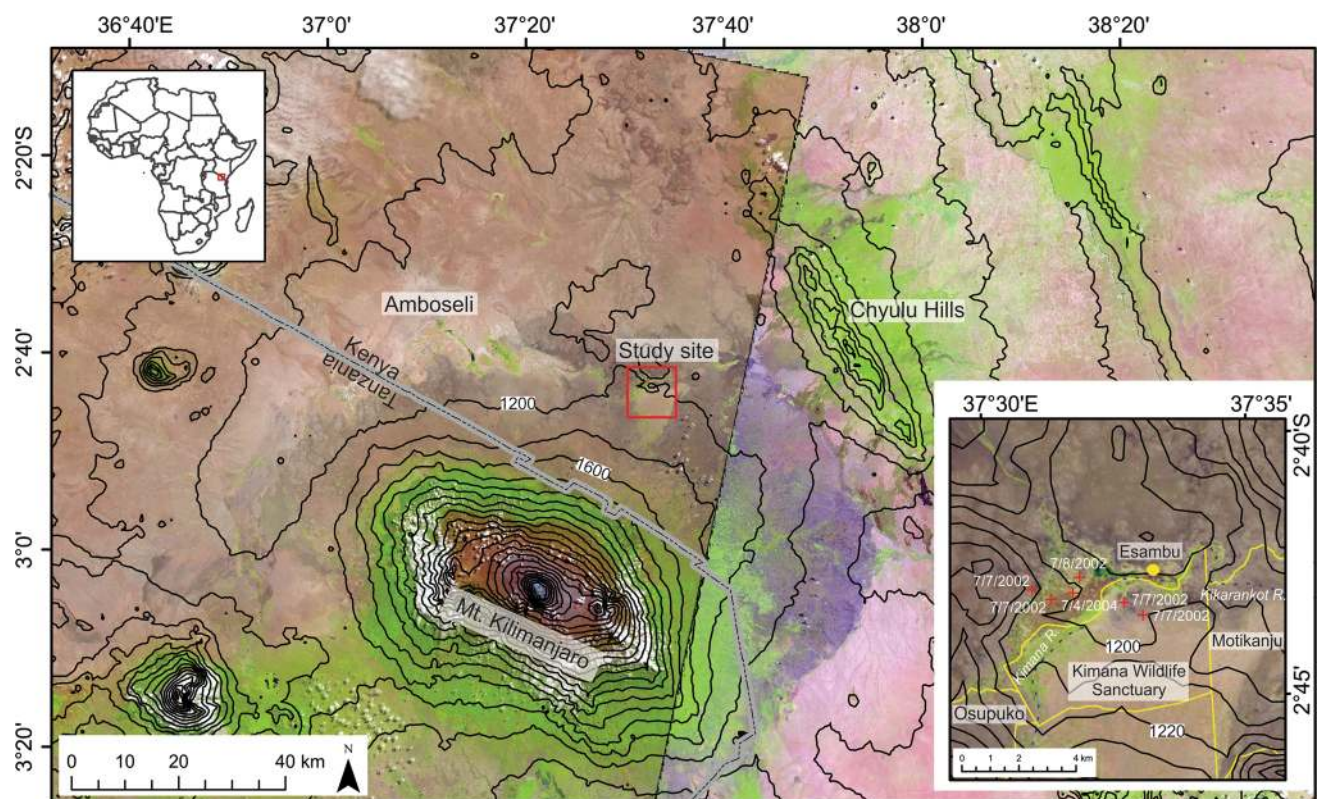 36°40'E
37°0'
37°20'
37°40'
38°0'
38°20'
2°20'S
2°40'
3°0'
3°20'
Amboseli
Chyulu Hills
Study site
Kenya
Tanzania
1200
1600
Mt. Kilimanjaro
0
10
20
40 km
N
37°30'E
37°35'
2°40'S
2°45'
Esambu
7/8/2002
7/7/2002
7/7/2002
7/4/2004
7/7/2002
7/7/2002
Kikarankot R.
Kimana R.
1200
Motikanju
Kimana Wildlife
Sanctuary
Osupuko
1220
0
2
4 km